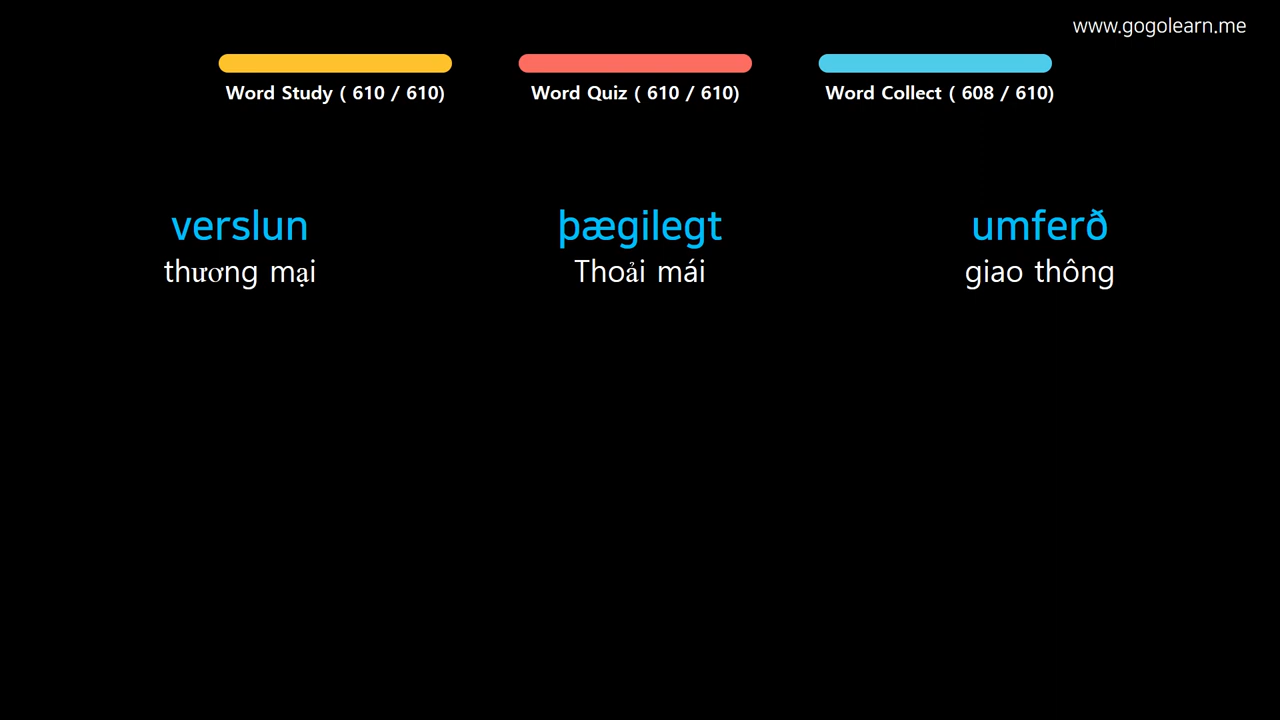 www.gogolearn.me
Word Study ( 610 / 610)
Word Quiz ( 610 / 610)
Word Collect ( 608 / 610)
verslun
thương mại
þægilegt
Thoải mái
umferð
giao thông